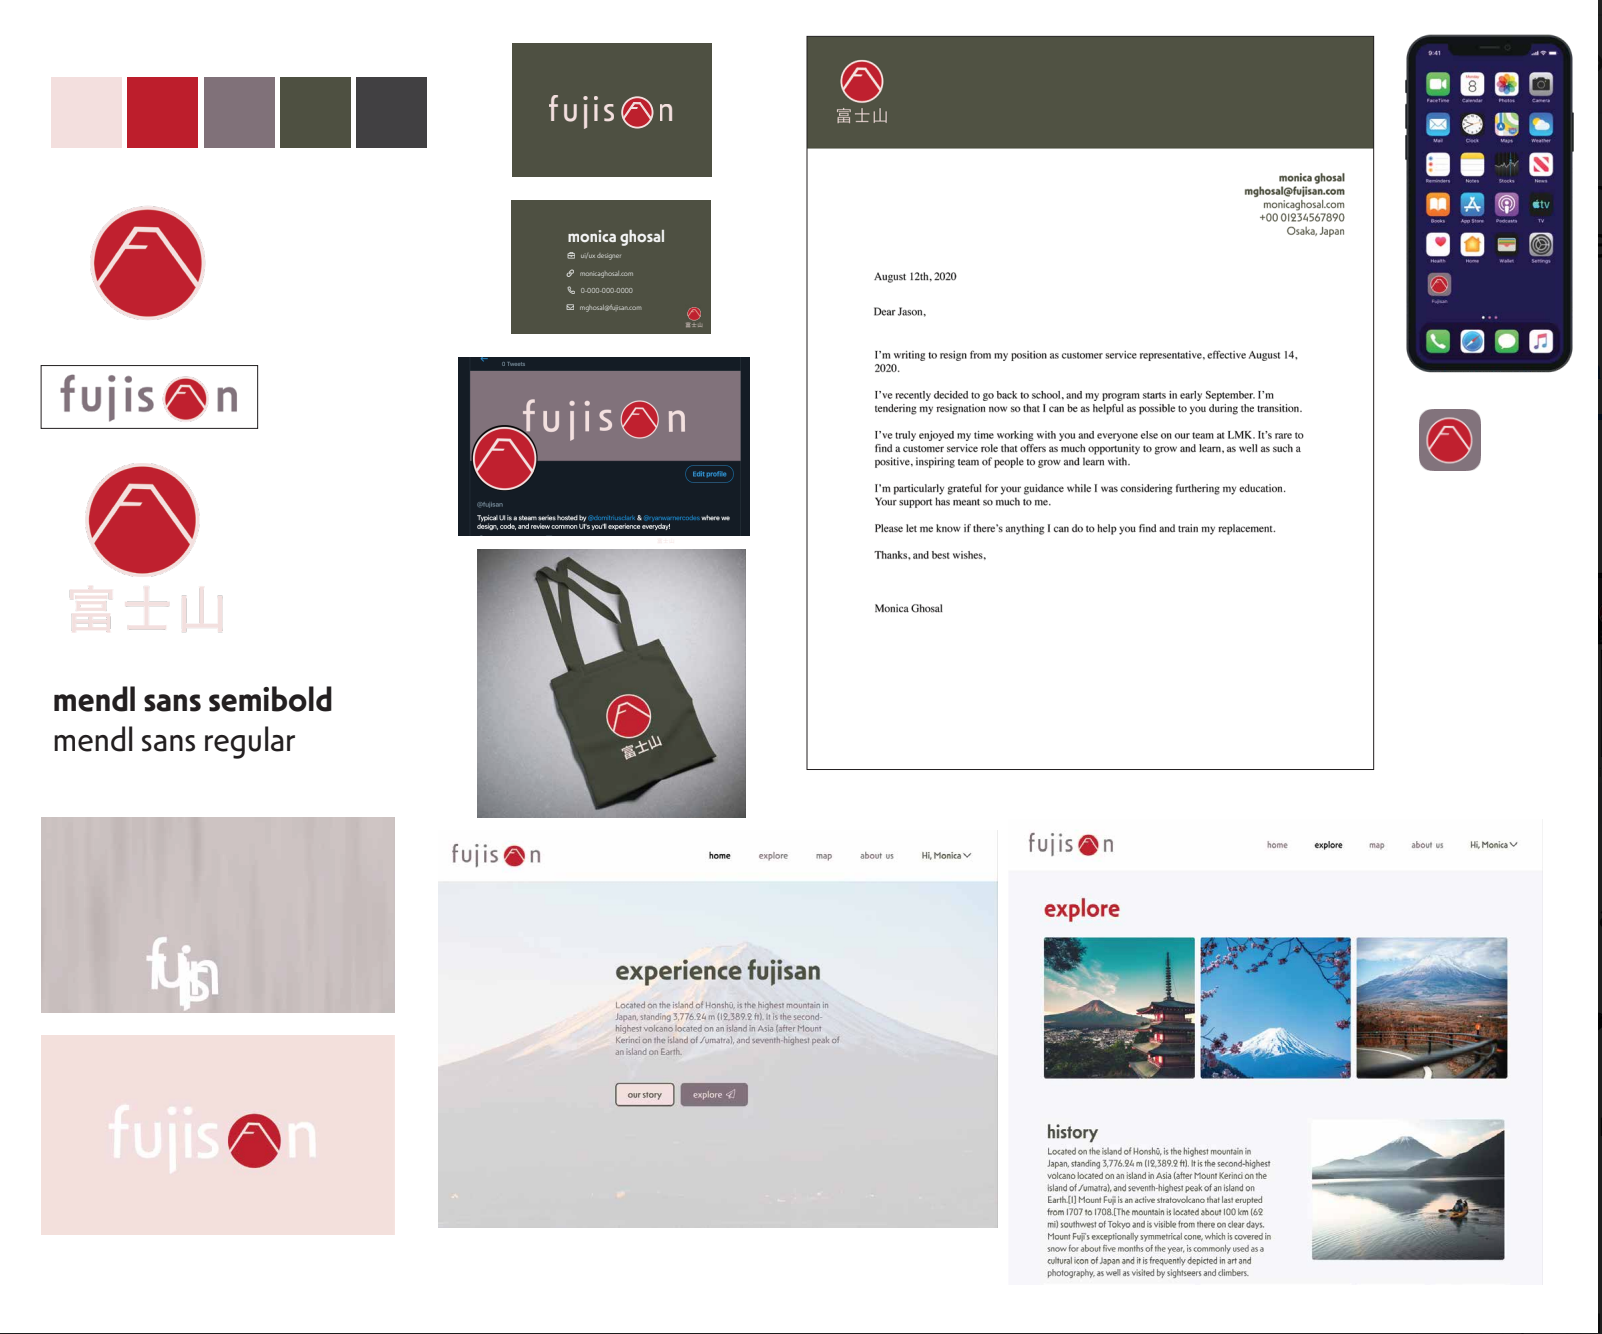 fujisan
富士山
mendl sans semibold
mendl sans regular
fujisan
fujisan
monica ghosal
ui/ux designer
monicaghosal.com
0-000-000-0000
mghosal@fujisan.com
富士山
0 Tweets
fujisan
Edit profile
@fujisan
Typical UI is a steam series hosted by @domitriusclark & @ryanwarnercodes where we
design, code, and review common UI's you'll experience everyday!
富士山
富士山
monica ghosal
mghosal@fujisan.com
monicaghosal.com
+00 01234567890
Osaka, Japan
August 12th, 2020
Dear Jason,
I'm writing to resign from my position as customer service representative, effective August 14,
2020.
I've recently decided to go back to school, and my program starts in early September. I'm
tendering my resignation now so that I can be as helpful as possible to you during the transition.
I've truly enjoyed my time working with you and everyone else on our team at LMK. It's rare to
find a customer service role that offers as much opportunity to grow and learn, as well as such a
positive, inspiring team of people to grow and learn with.
I'm particularly grateful for your guidance while I was considering furthering my education.
Your support has meant so much to me.
Please let me know if there's anything I can do to help you find and train my replacement.
Thanks, and best wishes,
Monica Ghosal
9:41
Monday
8
FaceTime Calendar Photos Camera
Mail Clock Maps Weather
Reminders Notes Stocks News
tv
Books App Store Podcasts TV
Health Home Wallet Settings
Fujisan
fujisan
home explore map about us Hi, Monica
experience fujisan
Located on the island of Honshū, is the highest mountain in
Japan, standing 3,776.24 m (12,389.2 ft). It is the second-
highest volcano located on an island in Asia (after Mount
Kerinci on the island of Sumatra), and seventh-highest peak of
an island on Earth.
our story explore
fujisan
home explore map about us Hi, Monica
explore
history
Located on the island of Honshū, is the highest mountain in
Japan, standing 3,776.24 m (12,389.2 ft). It is the second-highest
volcano located on an island in Asia (after Mount Kerinci on the
island of Sumatra), and seventh-highest peak of an island on
Earth.[1] Mount Fuji is an active stratovolcano that last erupted
from 1707 to 1708.[The mountain is located about 100 km (62
mi) southwest of Tokyo and is visible from there on clear days.
Mount Fuji's exceptionally symmetrical cone, which is covered in
snow for about five months of the year, is commonly used as a
cultural icon of Japan and it is frequently depicted in art and
photography, as well as visited by sightseers and climbers.